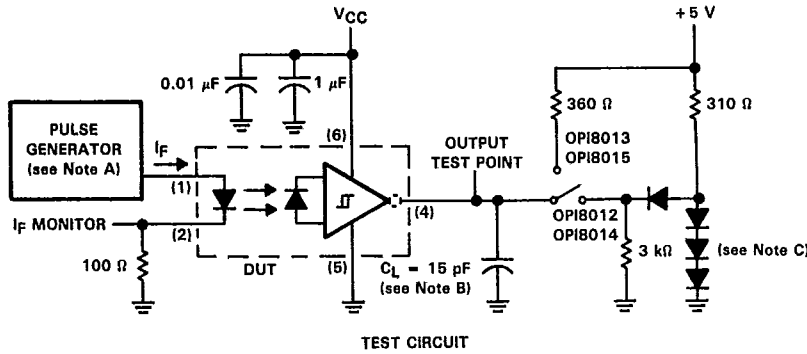 VCC
+5 V
0.01 μF
1 μF
360 Ω
310 Ω
PULSE
GENERATOR
(see Note A)
IF
(6)
OUTPUT
TEST POINT
OPI8013
OPI8015
(1)
(4)
IF MONITOR
(2)
OPI8012
OPI8014
100 Ω
DUT
(5)
CL = 15 pF
(see Note B)
3 kΩ
(see Note C)
TEST CIRCUIT